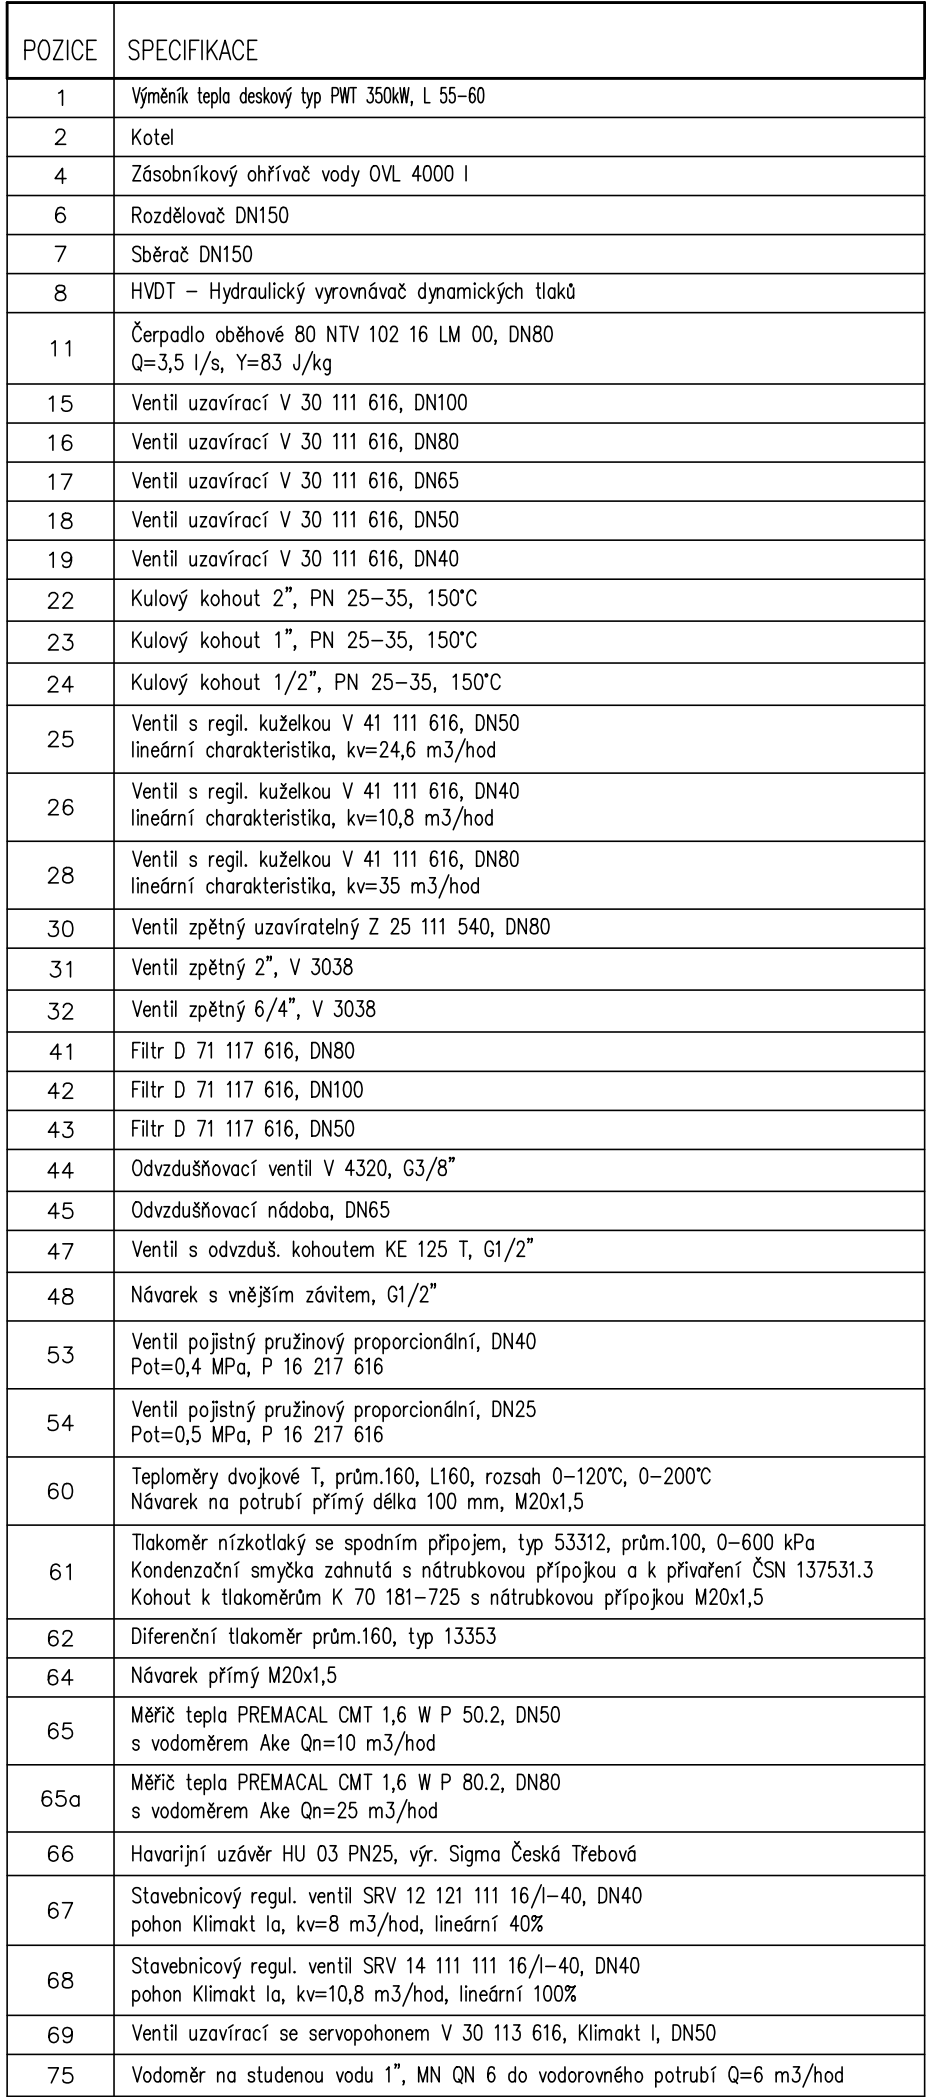 POZICE SPECIFIKACE
1 Výměník tepla deskový typ PWT 350kW, L 55-60
2 Kotel
4 Zásobníkový ohřívač vody OVL 4000 l
6 Rozdělovač DN150
7 Sběrač DN150
8 HVDT – Hydraulický vyrovnávač dynamických tlaků
11 Čerpadlo oběhové 80 NTV 102 16 LM 00, DN80
Q=3,5 l/s, Y=83 J/kg
15 Ventil uzavírací V 30 111 616, DN100
16 Ventil uzavírací V 30 111 616, DN80
17 Ventil uzavírací V 30 111 616, DN65
18 Ventil uzavírací V 30 111 616, DN50
19 Ventil uzavírací V 30 111 616, DN40
22 Kulový kohout 2", PN 25-35, 150°C
23 Kulový kohout 1", PN 25-35, 150°C
24 Kulový kohout 1/2", PN 25-35, 150°C
25 Ventil s regil. kuželkou V 41 111 616, DN50
lineární charakteristika, kv=24,6 m3/hod
26 Ventil s regil. kuželkou V 41 111 616, DN40
lineární charakteristika, kv=10,8 m3/hod
28 Ventil s regil. kuželkou V 41 111 616, DN80
lineární charakteristika, kv=35 m3/hod
30 Ventil zpětný uzavíratelný Z 25 111 540, DN80
31 Ventil zpětný 2", V 3038
32 Ventil zpětný 6/4", V 3038
41 Filtr D 71 117 616, DN80
42 Filtr D 71 117 616, DN100
43 Filtr D 71 117 616, DN50
44 Odvzdušňovací ventil V 4320, G3/8"
45 Odvzdušňovací nádoba, DN65
47 Ventil s odvzduš. kohoutem KE 125 T, G1/2"
48 Návarek s vnějším závitem, G1/2"
53 Ventil pojistný pružinový proporcionální, DN40
Pot=0,4 MPa, P 16 217 616
54 Ventil pojistný pružinový proporcionální, DN25
Pot=0,5 MPa, P 16 217 616
60 Teploměry dvojkové T, prům.160, L160, rozsah 0-120°C, 0-200°C
Návarek na potrubí přímý délka 100 mm, M20x1,5
61 Tlakoměr nízkotlaký se spodním připojem, typ 53312, prům.100, 0-600 kPa
Kondenzační smyčka zahnutá s nátrubkovou přípojkou a k přivaření ČSN 137531.3
Kohout k tlakoměrům K 70 181-725 s nátrubkovou přípojkou M20x1,5
62 Diferenční tlakoměr prům.160, typ 13353
64 Návarek přímý M20x1,5
65 Měřič tepla PREMACAL CMT 1,6 W P 50.2, DN50
s vodoměrem Ake Qn=10 m3/hod
65a Měřič tepla PREMACAL CMT 1,6 W P 80.2, DN80
s vodoměrem Ake Qn=25 m3/hod
66 Havarijní uzávěr HU 03 PN25, výr. Sigma Česká Třebová
67 Stavebnicový regul. ventil SRV 12 121 111 16/I-40, DN40
pohon Klimakt Ia, kv=8 m3/hod, lineární 40%
68 Stavebnicový regul. ventil SRV 14 111 111 16/I-40, DN40
pohon Klimakt Ia, kv=10,8 m3/hod, lineární 100%
69 Ventil uzavírací se servopohonem V 30 113 616, Klimakt I, DN50
75 Vodoměr na studenou vodu 1", MN QN 6 do vodorovného potrubí Q=6 m3/hod